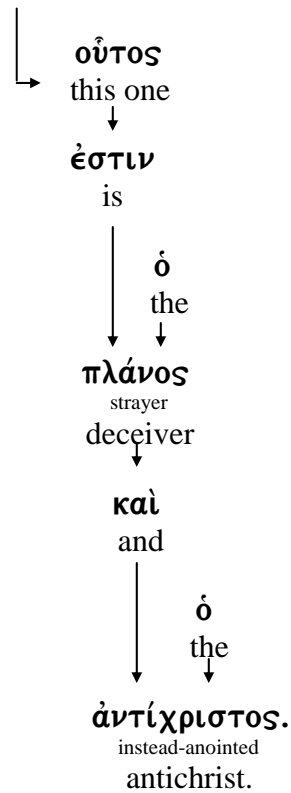 οὗτος
this one
ἐστιν
is
ὁ
the
πλάνος
strayer
deceiver
καὶ
and
ὁ
the
ἀντίχριστος.
instead-anointed
antichrist.